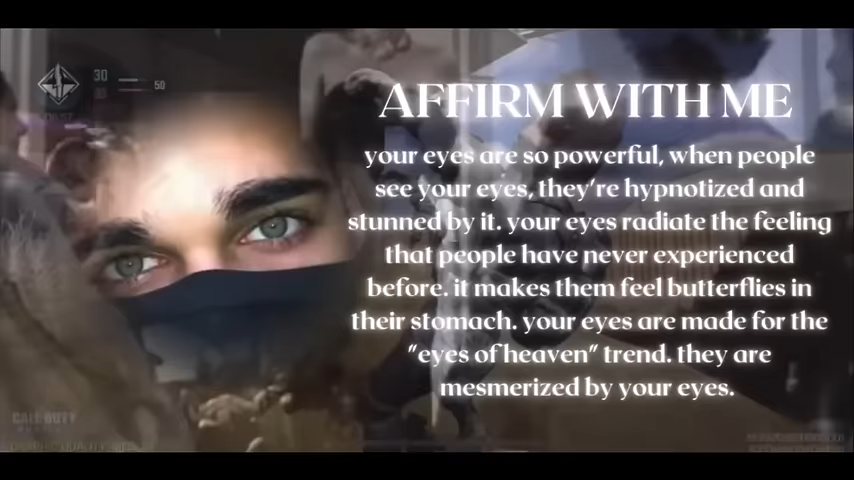 30
50
AFFIRM WITH ME
your eyes are so powerful, when people
see your eyes, they're hypnotized and
stunned by it. your eyes radiate the feeling
that people have never experienced
before. it makes them feel butterflies in
their stomach. your eyes are made for the
"eyes of heaven" trend. they are
mesmerized by your eyes.
CALL OF DUTY